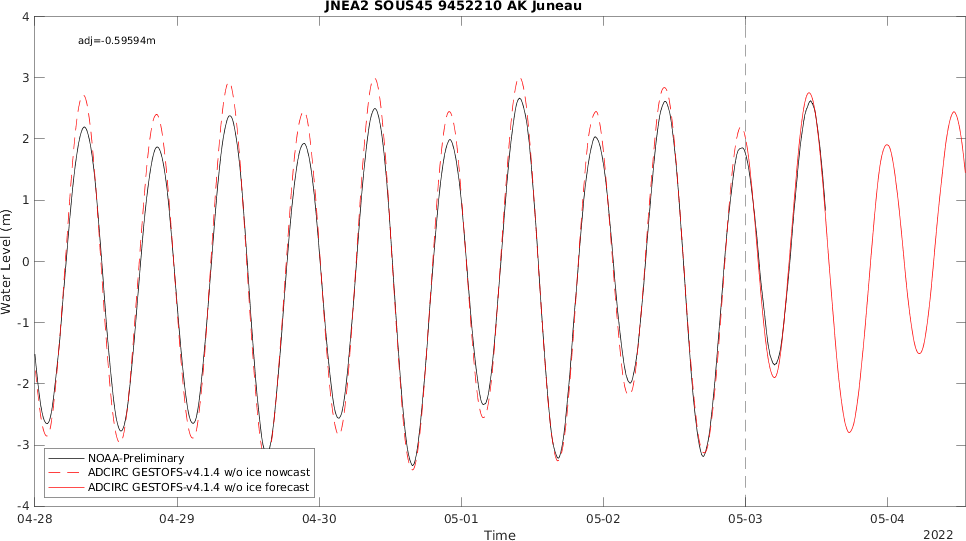 JNEA2 SOUS45 9452210 AK Juneau
adj=-0.59594m
4
3
2
1
0
-1
-2
-3
-4
Water Level (m)
NOAA-Preliminary
ADCIRC GESTOFS-v4.1.4 w/o ice nowcast
ADCIRC GESTOFS-v4.1.4 w/o ice forecast
04-28 04-29 04-30 05-01 05-02 05-03 05-04
Time
2022